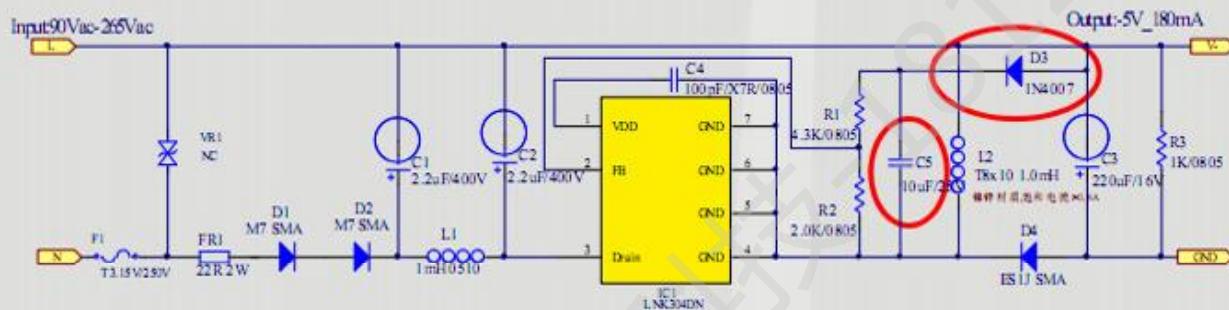 Input:90Vac-265Vac
Output:-5V_180mA
L
V-
D3
1N4007
C4
100pF/X7R/0805
VR1
NC
C1
2.2uF/400V
C2
2.2uF/400V
1
VDD
GND
7
2
FB
GND
6
GND
5
3
Drain
GND
4
R1
4.3K/0805
C5
R2
2.0K/0805
L2
T8x10 1.0mH
C3
220uF/16V
R3
1K/0805
D1
M7 SMA
D2
M7 SMA
F1
T3.15V/250V
N
FR1
22R 2W
L1
1mH 0510
IC1
LNK304DN
D4
ES1J SMA
GND